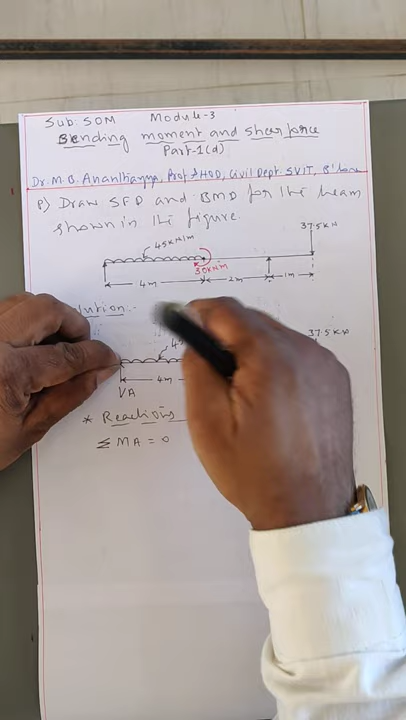 Sub: SOM Module-3
Bending moment and shear force
Part-1(d)
Dr. M. B. Ananthayya, Prof & HOD, Civil Dept. SVIT, B'lore
P) Draw SFD and BMD for the beam
shown in the figure.
37.5KN
45KN/m
30KNm
4m 2m 1m
lution:-
37.5KN
4m
VA
* Reactions
ΣMA = 0